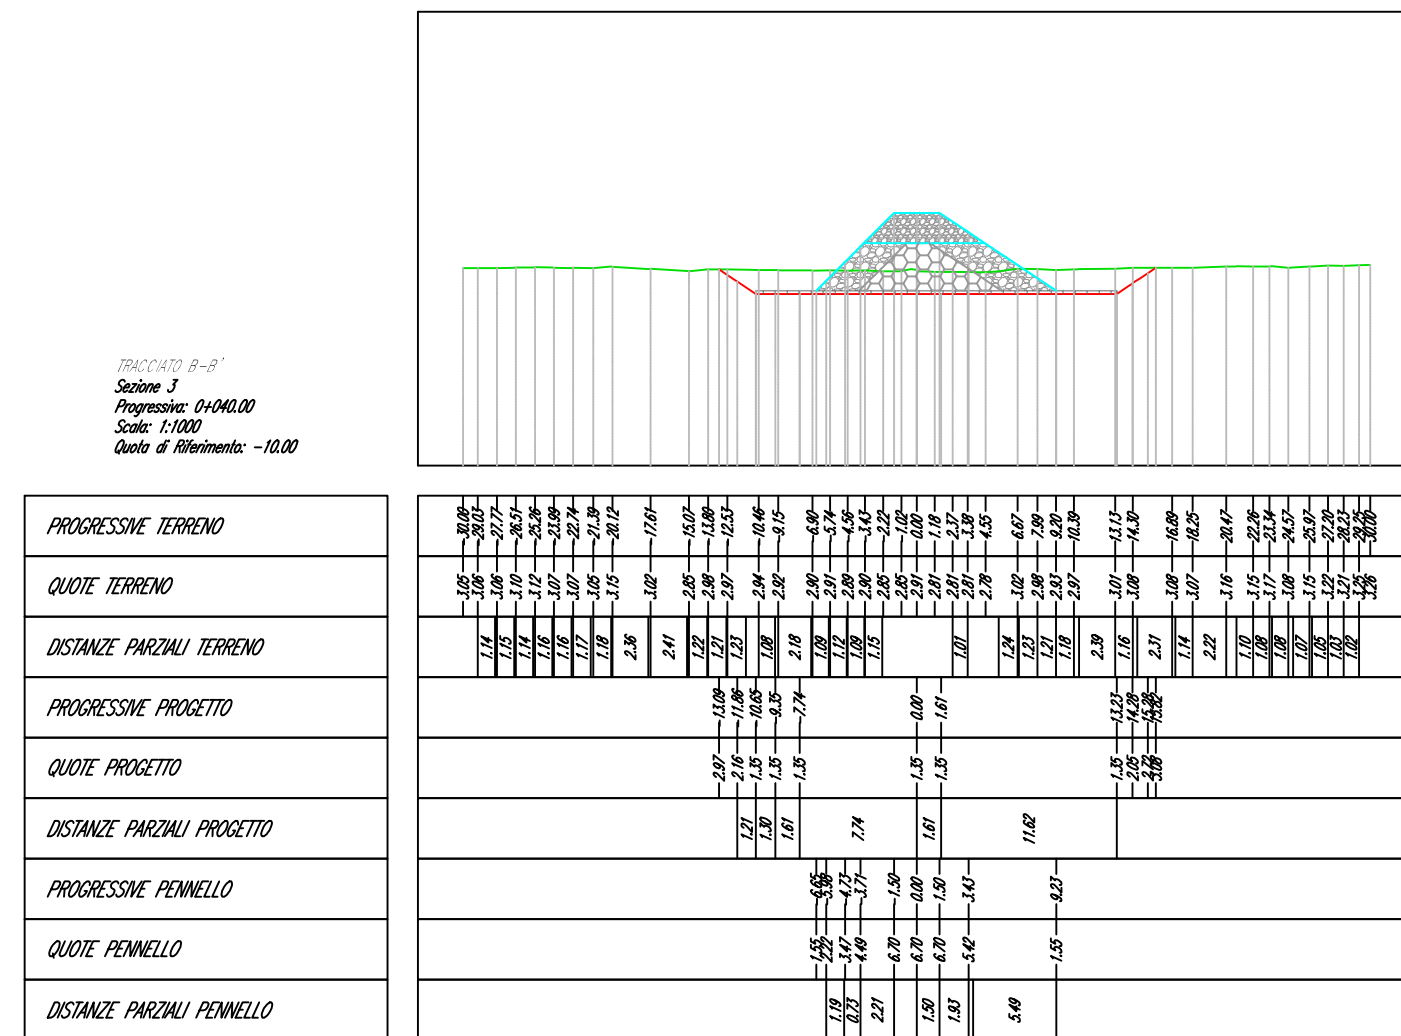 TRACCIATO B-B'
Sezione 3
Progressiva: 0+040.00
Scala: 1:1000
Quota di Riferimento: -10.00
PROGRESSIVE TERRENO -30.00 -29.03 -27.77 -26.51 -25.26 -23.99 -22.74 -21.39 -20.12 -17.61 -15.07 -13.80 -12.53 -10.46 -9.15 -6.90 -5.74 -4.56 -3.43 -2.22 -1.02 0.00 1.18 2.37 3.38 4.55 6.67 7.99 9.20 10.39 13.13 14.30 16.89 18.25 20.47 22.26 23.34 24.57 25.97 27.20 28.23 29.25 30.00
QUOTE TERRENO 3.05 3.06 3.06 3.10 3.12 3.07 3.07 3.05 3.15 3.02 2.85 2.98 2.97 2.94 2.92 2.90 2.91 2.89 2.90 2.85 2.85 2.91 2.81 2.81 2.81 2.78 3.02 2.98 2.93 2.97 3.01 3.08 3.08 3.07 3.16 3.15 3.17 3.08 3.15 3.22 3.21 3.25 3.26
DISTANZE PARZIALI TERRENO 1.14 1.15 1.14 1.16 1.16 1.17 1.18 2.36 2.41 1.22 1.21 1.23 1.08 2.18 1.09 1.12 1.09 1.15 1.01 1.24 1.23 1.21 1.18 2.39 1.16 2.31 1.14 2.22 1.10 1.08 1.08 1.07 1.05 1.03 1.02
PROGRESSIVE PROGETTO -13.09 -11.86 -10.65 -9.35 -7.74 0.00 1.61 13.23 14.28 15.28
QUOTE PROGETTO 2.97 2.16 1.35 1.35 1.35 1.35 1.35 1.35 2.05 2.72 3.08
DISTANZE PARZIALI PROGETTO 1.21 1.30 1.61 7.74 1.61 11.62
PROGRESSIVE PENNELLO -6.65 -4.73 -3.71 -1.50 0.00 1.50 3.43 9.23
QUOTE PENNELLO 1.55 2.22 3.47 4.49 6.70 6.70 6.70 5.42 1.55
DISTANZE PARZIALI PENNELLO 1.19 0.73 2.21 1.50 1.93 5.49